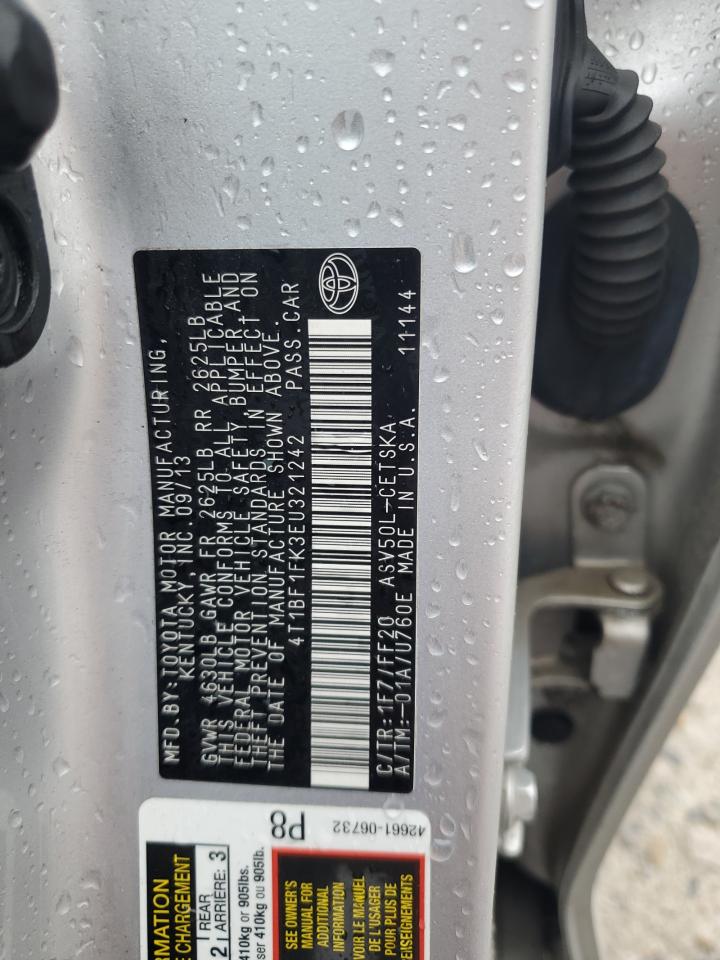 MFD.BY:TOYOTA MOTOR MANUFACTURING,
KENTUCKY, INC. 09/13
GVWR 4630LB GAWR FR 2625LB RR 2625LB
THIS VEHICLE CONFORMS TO ALL APPLICABLE
FEDERAL MOTOR VEHICLE SAFETY, BUMPER AND
THEFT PREVENTION STANDARDS IN EFFECT ON
THE DATE OF MANUFACTURE SHOWN ABOVE.
4T1BF1FK3EU321242 PASS.CAR
C/TR:1F7/FF20 ASV50L-CETSKA
A/TM:-01A/U760E MADE IN U.S.A. 11144
P8
42661-06732
REAR
2 ARRIÈRE: 3
410kg or 905lbs.
410kg ou 905lb.
SEE OWNER'S
MANUAL FOR
ADDITIONAL
INFORMATION
VOIR LE MANUEL
DE L'USAGER
POUR PLUS DE